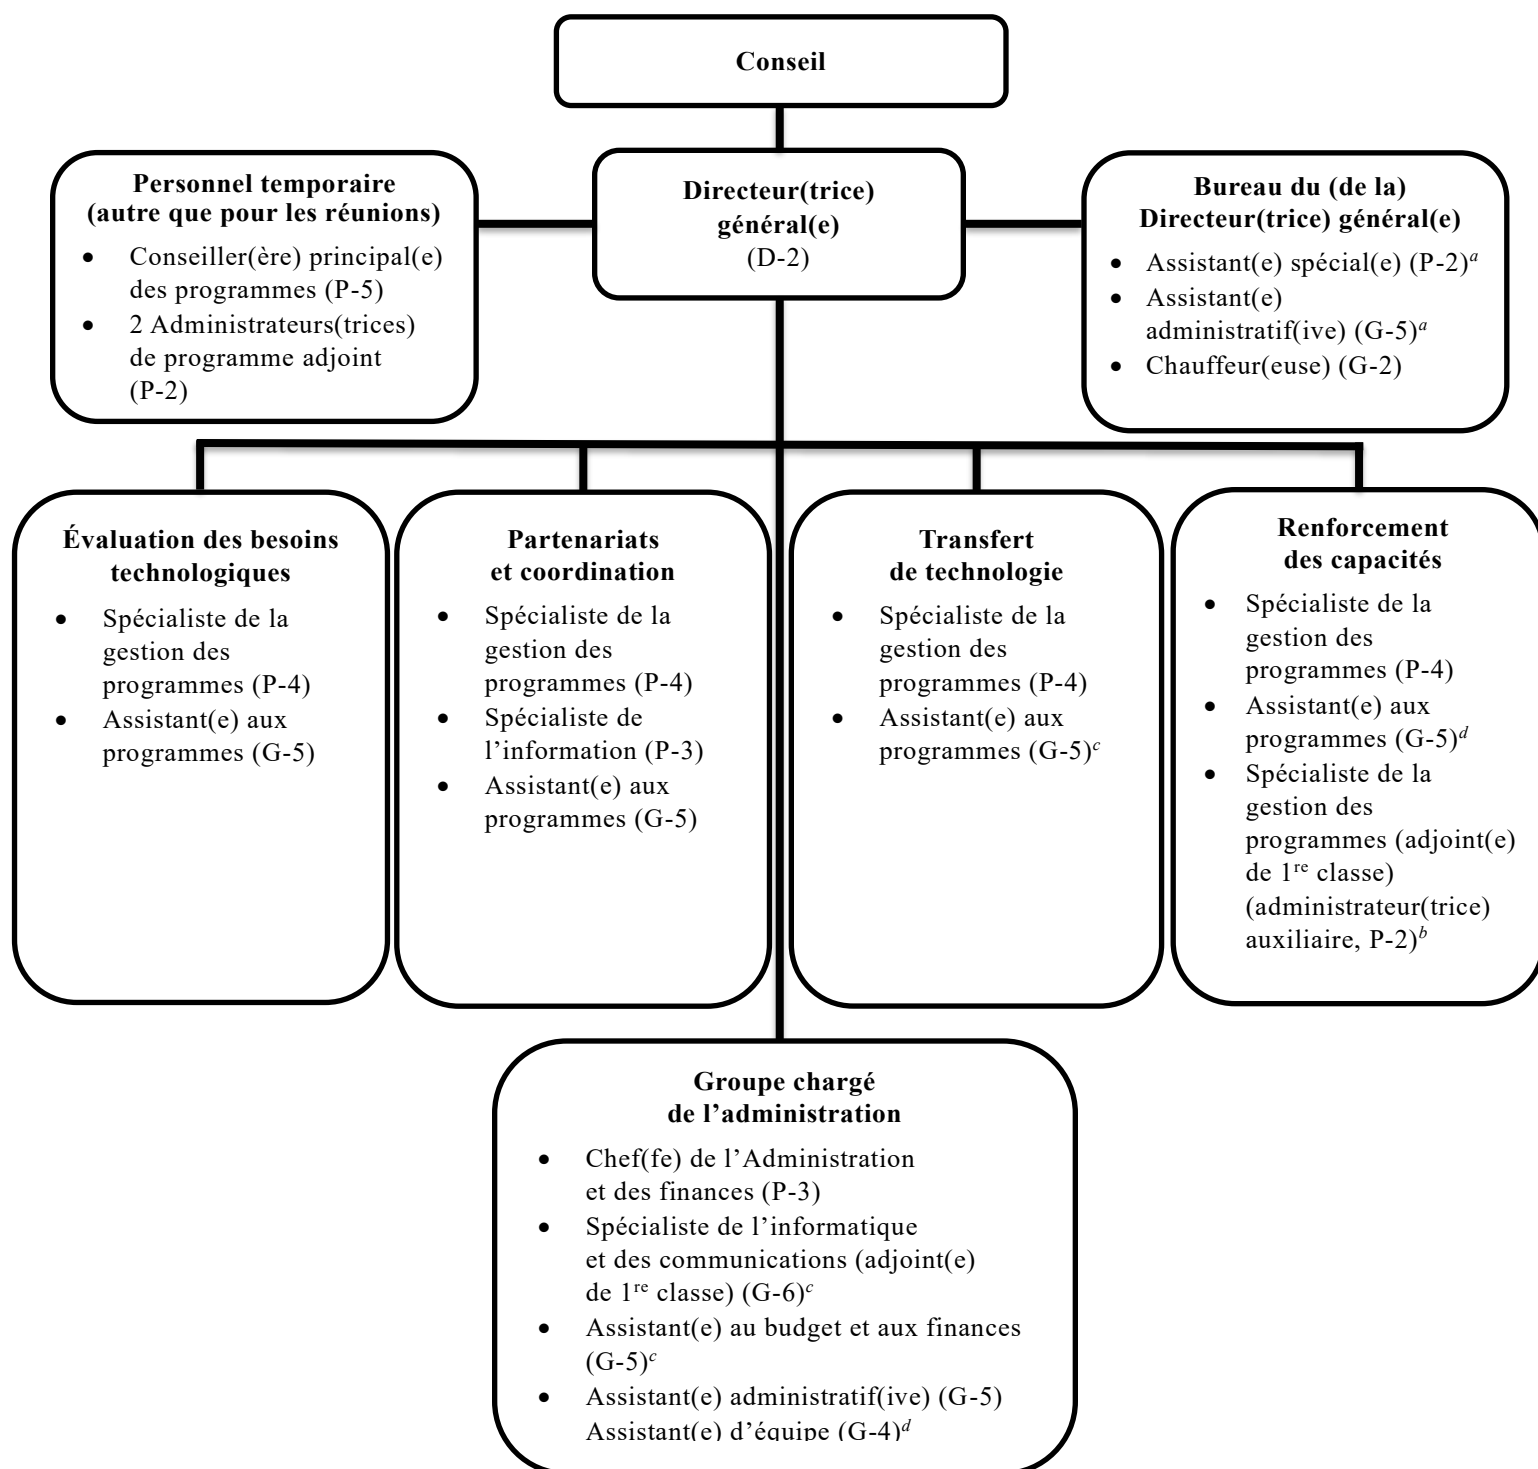 Conseil
Personnel temporaire
(autre que pour les réunions)
• Conseiller(ère) principal(e)
des programmes (P-5)
• 2 Administrateurs(trices)
de programme adjoint
(P-2)
Directeur(trice)
général(e)
(D-2)
Bureau du (de la)
Directeur(trice) général(e)
• Assistant(e) spécial(e) (P-2)a
• Assistant(e)
administratif(ive) (G-5)a
• Chauffeur(euse) (G-2)
Évaluation des besoins
technologiques
• Spécialiste de la
gestion des
programmes (P-4)
• Assistant(e) aux
programmes (G-5)
Partenariats
et coordination
• Spécialiste de la
gestion des
programmes (P-4)
• Spécialiste de
l’information (P-3)
• Assistant(e) aux
programmes (G-5)
Transfert
de technologie
• Spécialiste de la
gestion des
programmes (P-4)
• Assistant(e) aux
programmes (G-5)c
Renforcement
des capacités
• Spécialiste de la
gestion des
programmes (P-4)
• Assistant(e) aux
programmes (G-5)d
• Spécialiste de la
gestion des
programmes (adjoint(e)
de 1re classe)
(administrateur(trice)
auxiliaire, P-2)b
Groupe chargé
de l’administration
• Chef(fe) de l’Administration
et des finances (P-3)
• Spécialiste de l’informatique
et des communications (adjoint(e)
de 1re classe) (G-6)c
• Assistant(e) au budget et aux finances
(G-5)c
• Assistant(e) administratif(ive) (G-5)
Assistant(e) d’équipe (G-4)d